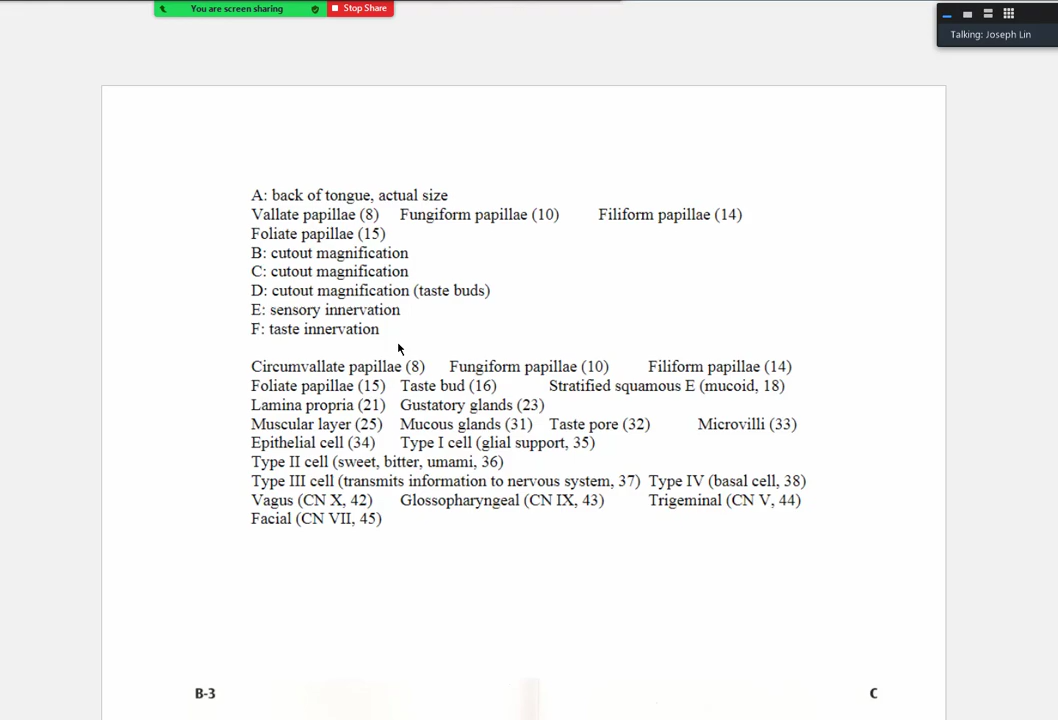 You are screen sharing Stop Share
Talking: Joseph Lin
A: back of tongue, actual size
Vallate papillae (8) Fungiform papillae (10) Filiform papillae (14)
Foliate papillae (15)
B: cutout magnification
C: cutout magnification
D: cutout magnification (taste buds)
E: sensory innervation
F: taste innervation
Circumvallate papillae (8) Fungiform papillae (10) Filiform papillae (14)
Foliate papillae (15) Taste bud (16) Stratified squamous E (mucoid, 18)
Lamina propria (21) Gustatory glands (23)
Muscular layer (25) Mucous glands (31) Taste pore (32) Microvilli (33)
Epithelial cell (34) Type I cell (glial support, 35)
Type II cell (sweet, bitter, umami, 36)
Type III cell (transmits information to nervous system, 37) Type IV (basal cell, 38)
Vagus (CN X, 42) Glossopharyngeal (CN IX, 43) Trigeminal (CN V, 44)
Facial (CN VII, 45)
B-3 C